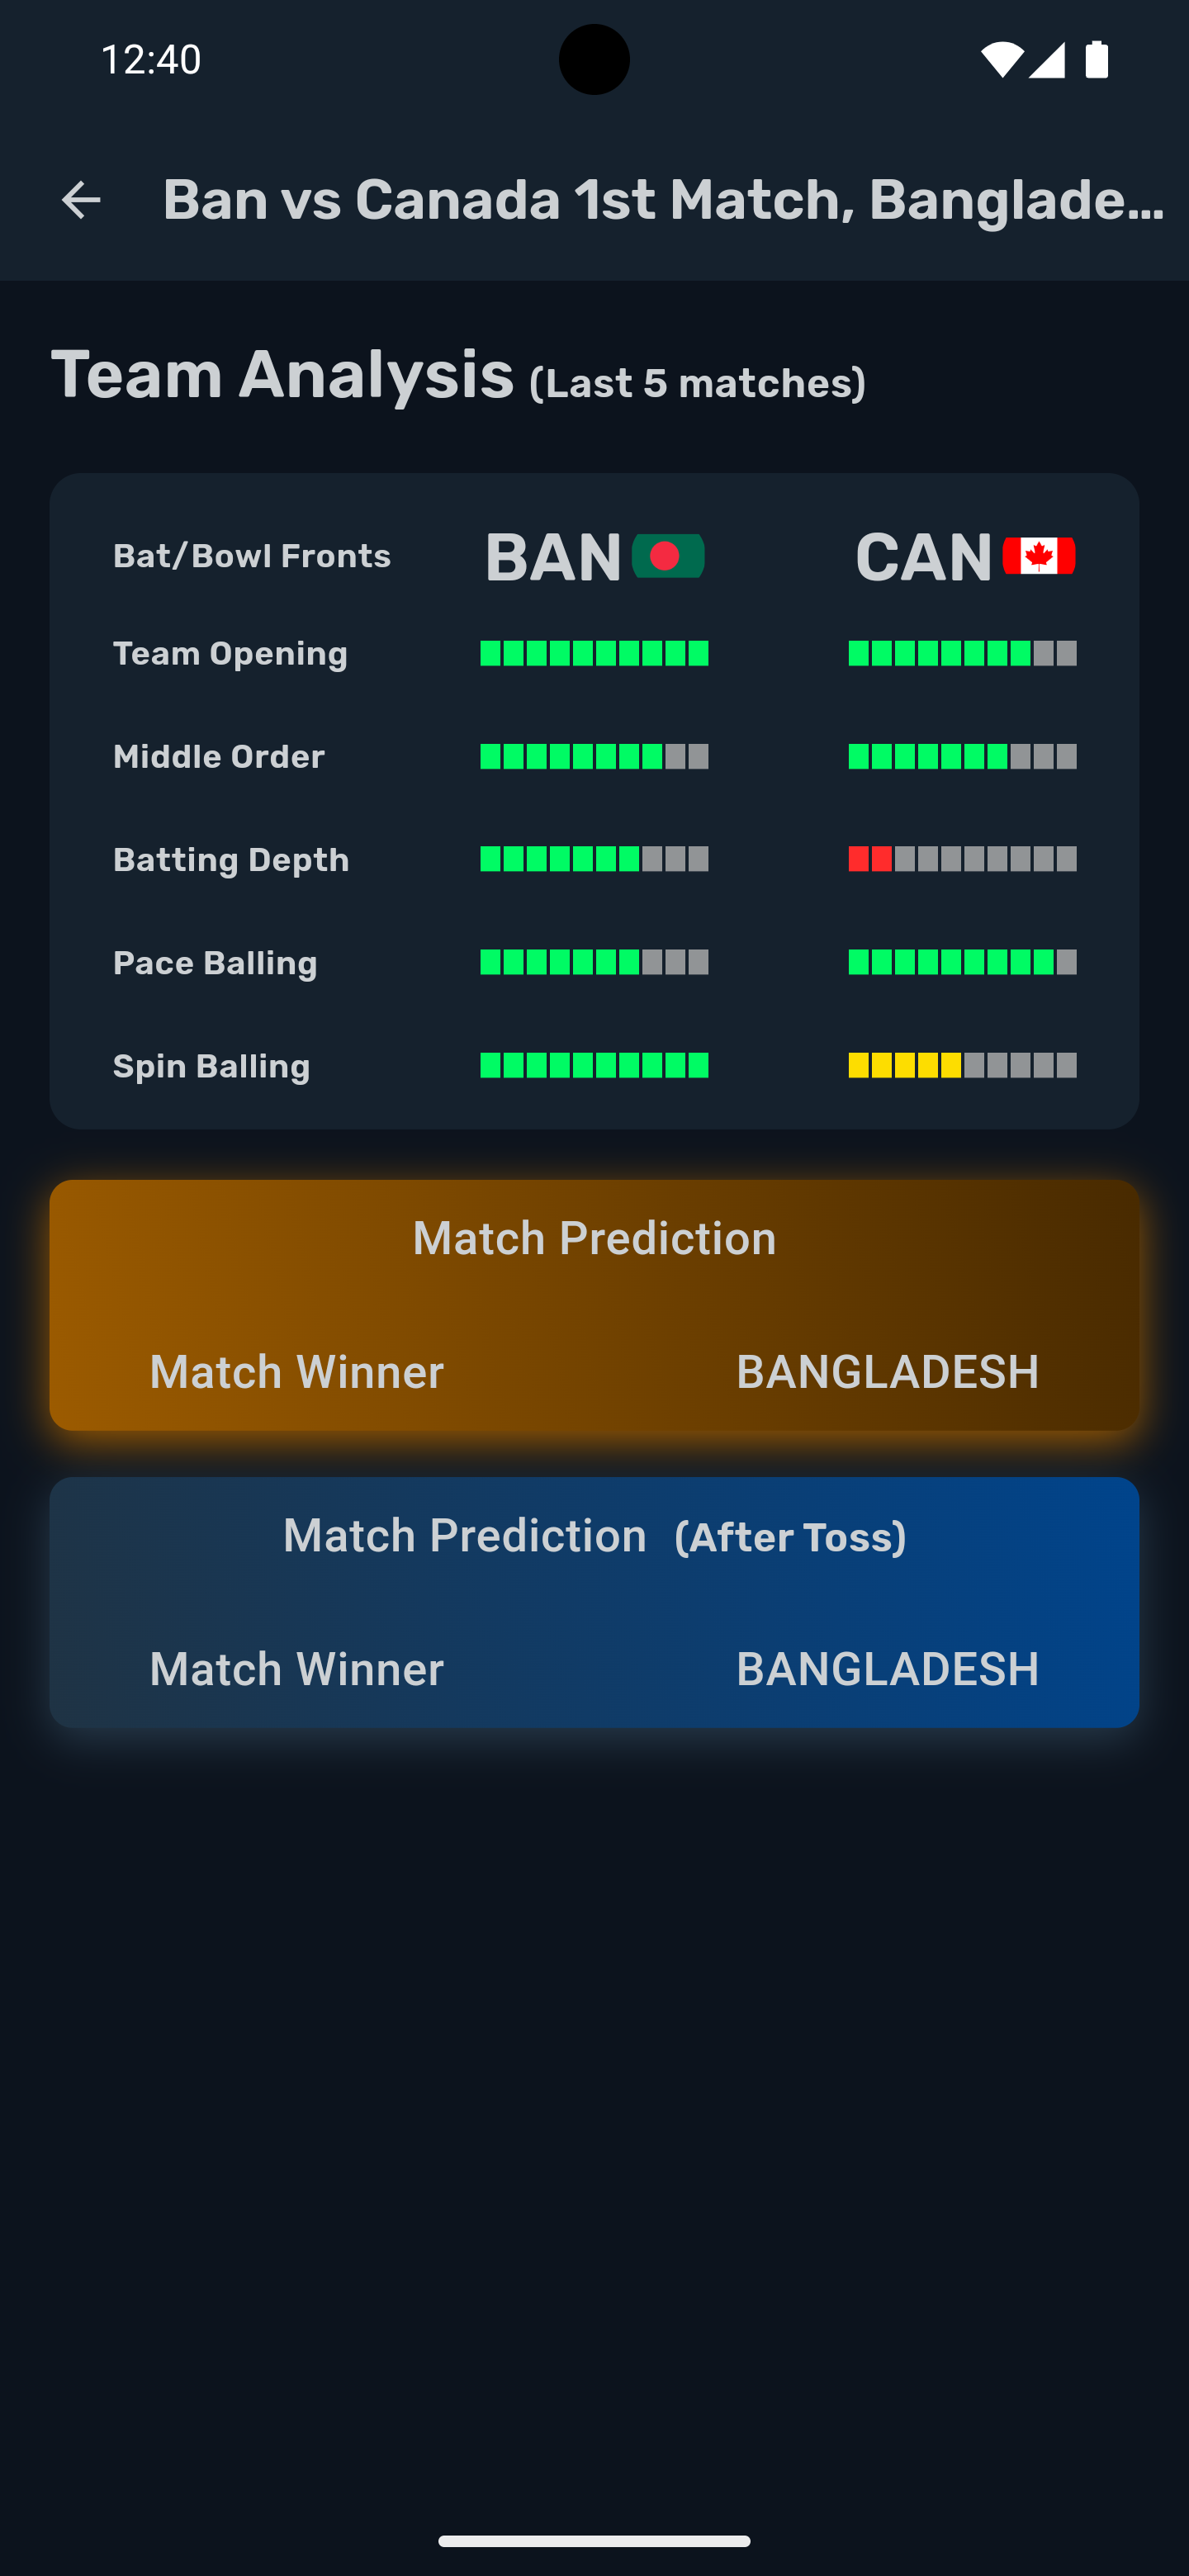 12:40
Ban vs Canada 1st Match, Banglade...
Team Analysis (Last 5 matches)
Bat/Bowl Fronts BAN CAN
Team Opening
Middle Order
Batting Depth
Pace Balling
Spin Balling
Match Prediction
Match Winner BANGLADESH
Match Prediction (After Toss)
Match Winner BANGLADESH